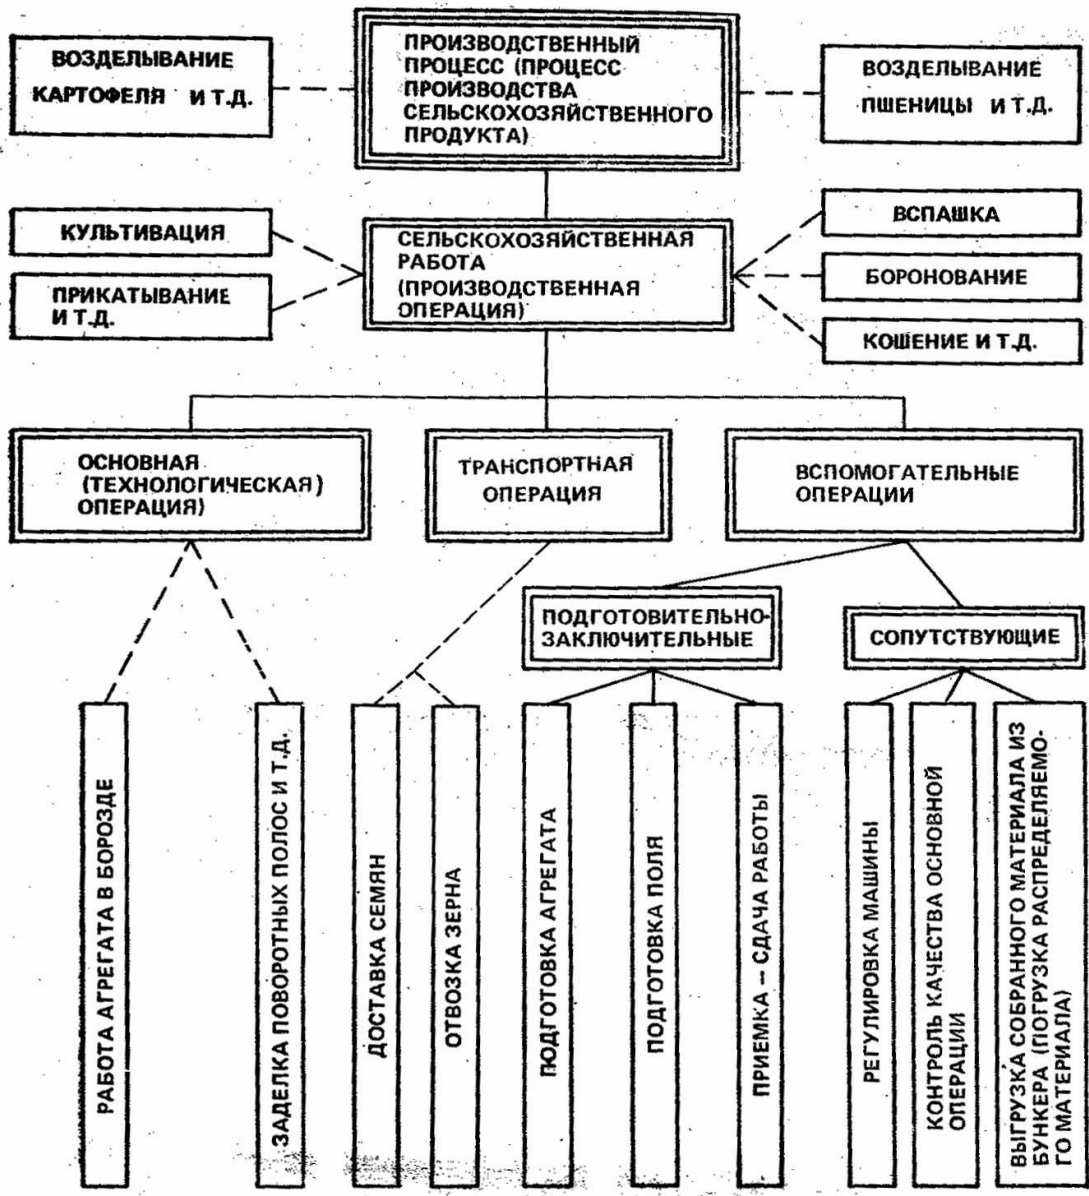 ВОЗДЕЛЫВАНИЕ
КАРТОФЕЛЯ И Т.Д.
ПРОИЗВОДСТВЕННЫЙ
ПРОЦЕСС (ПРОЦЕСС
ПРОИЗВОДСТВА
СЕЛЬСКОХОЗЯЙСТВЕННОГО
ПРОДУКТА)
ВОЗДЕЛЫВАНИЕ
ПШЕНИЦЫ И Т.Д.
КУЛЬТИВАЦИЯ
ПРИКАТЫВАНИЕ
И Т.Д.
СЕЛЬСКОХОЗЯЙСТВЕННАЯ
РАБОТА
(ПРОИЗВОДСТВЕННАЯ
ОПЕРАЦИЯ)
ВСПАШКА
БОРОНОВАНИЕ
КОШЕНИЕ И Т.Д.
ОСНОВНАЯ
(ТЕХНОЛОГИЧЕСКАЯ)
ОПЕРАЦИЯ)
ТРАНСПОРТНАЯ
ОПЕРАЦИЯ
ВСПОМОГАТЕЛЬНЫЕ
ОПЕРАЦИИ
ПОДГОТОВИТЕЛЬНО-
ЗАКЛЮЧИТЕЛЬНЫЕ
СОПУТСТВУЮЩИЕ
РАБОТА АГРЕГАТА В БОРОЗДЕ
ЗАДЕЛКА ПОВОРОТНЫХ ПОЛОС И Т.Д.
ДОСТАВКА СЕМЯН
ОТВОЗКА ЗЕРНА
ПОДГОТОВКА АГРЕГАТА
ПОДГОТОВКА ПОЛЯ
ПРИЕМКА – СДАЧА РАБОТЫ
РЕГУЛИРОВКА МАШИНЫ
КОНТРОЛЬ КАЧЕСТВА ОСНОВНОЙ
ОПЕРАЦИИ
ВЫГРУЗКА СОБРАННОГО МАТЕРИАЛА ИЗ
БУНКЕРА (ПОГРУЗКА РАСПРЕДЕЛЯЕМО-
ГО МАТЕРИАЛА)